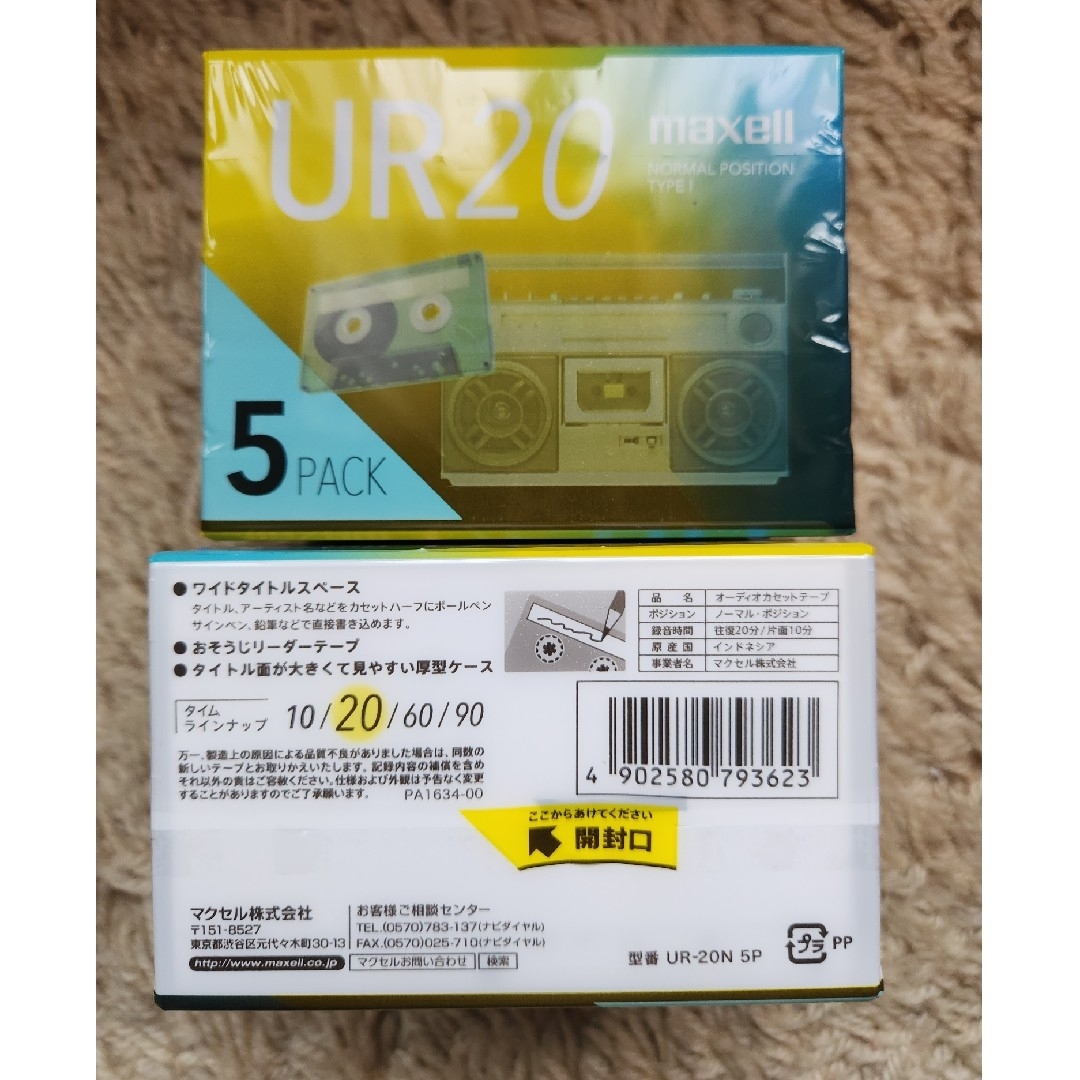 UR20
maxell
NORMAL POSITION
TYPE I
5 PACK
● ワイドタイトルスペース
タイトル、アーティスト名などをカセットハーフにボールペン
サインペン、鉛筆などで直接書き込めます。
● おそうじリーダーテープ
● タイトル面が大きくて見やすい厚型ケース
タイム
ラインナップ
10/20/60/90
万一、製造上の原因による品質不良がありました場合は、同数の
新しいテープとお取りかえいたします。記録内容の補償を含め
それ以外の責はご容赦ください。仕様および外観は予告なく変更
することがありますのでご了承願います。
PA1634-00
品名 オーディオカセットテープ
ポジション ノーマル・ポジション
録音時間 往復20分/片面10分
原産国 インドネシア
事業者名 マクセル株式会社
4 902580 793623
ここからあけてください
開封口
マクセル株式会社
〒151-8527
東京都渋谷区元代々木町30-13
http://www.maxell.co.jp
お客様ご相談センター
TEL.(0570)783-137(ナビダイヤル)
FAX.(0570)025-710(ナビダイヤル)
マクセルお問い合わせ 検索
型番 UR-20N 5P
プラ PP